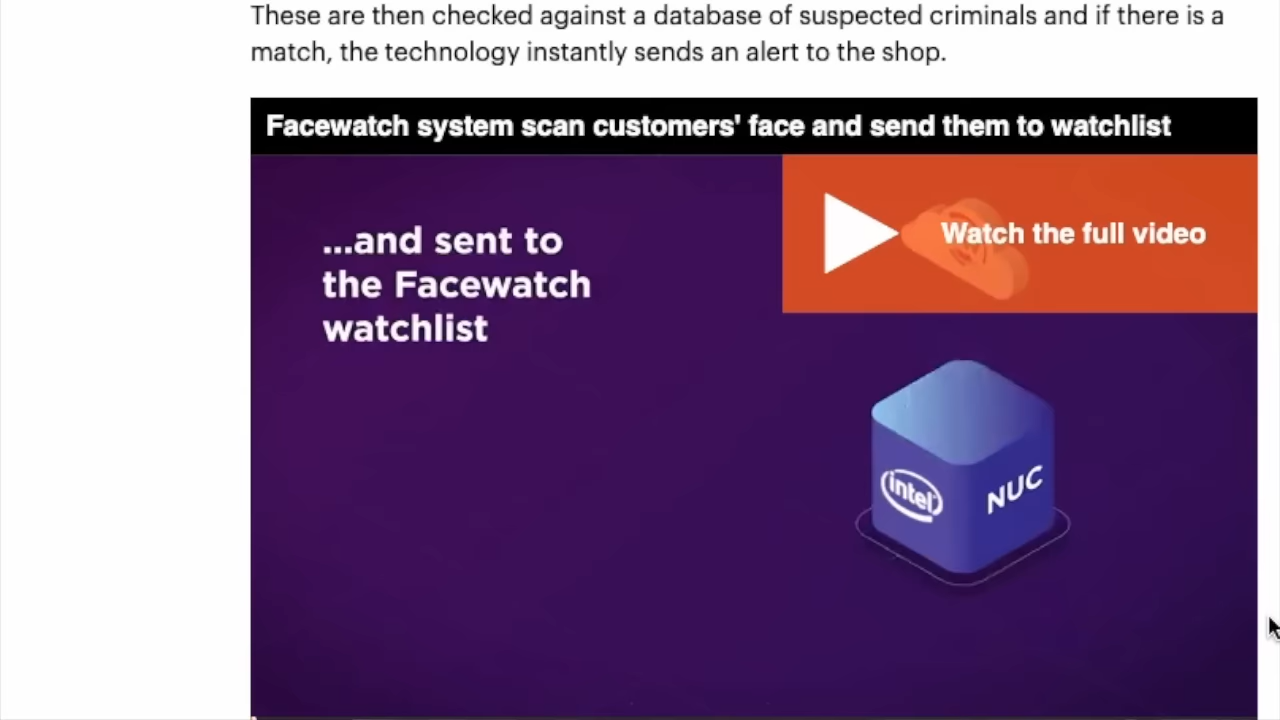 These are then checked against a database of suspected criminals and if there is a
match, the technology instantly sends an alert to the shop.
Facewatch system scan customers' face and send them to watchlist
...and sent to
the Facewatch
watchlist
Watch the full video
intel
NUC